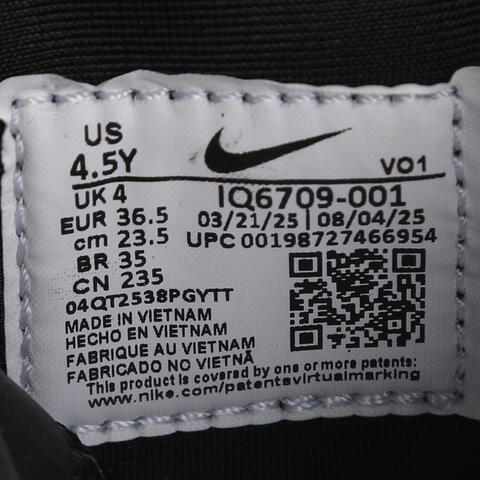 US
4.5Y
VO1
UK 4
IQ6709-001
EUR 36.5
03/21/25 | 08/04/25
cm 23.5
UPC 00198727466954
BR 35
CN 235
04QT2538PGYTT
MADE IN VIETNAM
HECHO EN VIETNAM
FABRIQUE AU VIETNAM
FABRICADO NO VIETNÃ
This product is covered by one or more patents:
www.nike.com/patentsvirtualmarking